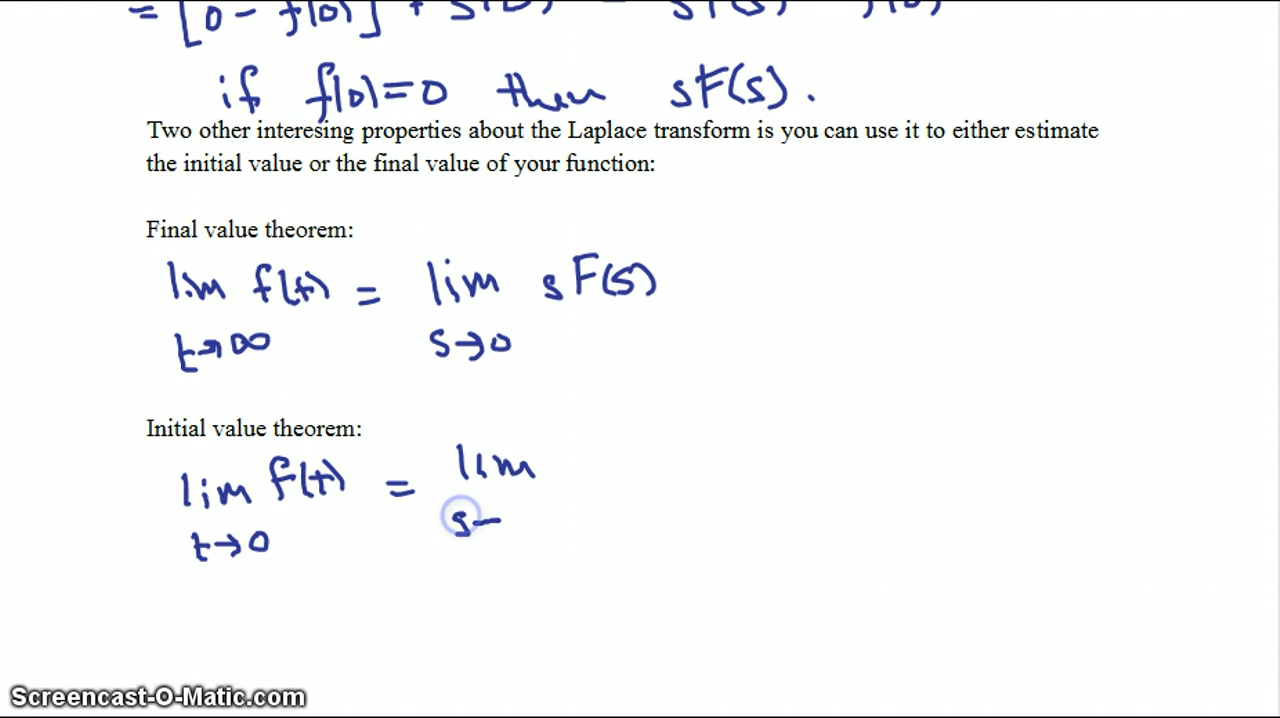 = [0 - f(0)] + sF(s) = sF(s) - f(0)
if f(0)=0 then sF(s).
Two other interesing properties about the Laplace transform is you can use it to either estimate
the initial value or the final value of your function:
Final value theorem:
lim f(t) = lim sF(s)
t→∞ s→0
Initial value theorem:
lim f(t) = lim
t→0 s-
Screencast-O-Matic.com